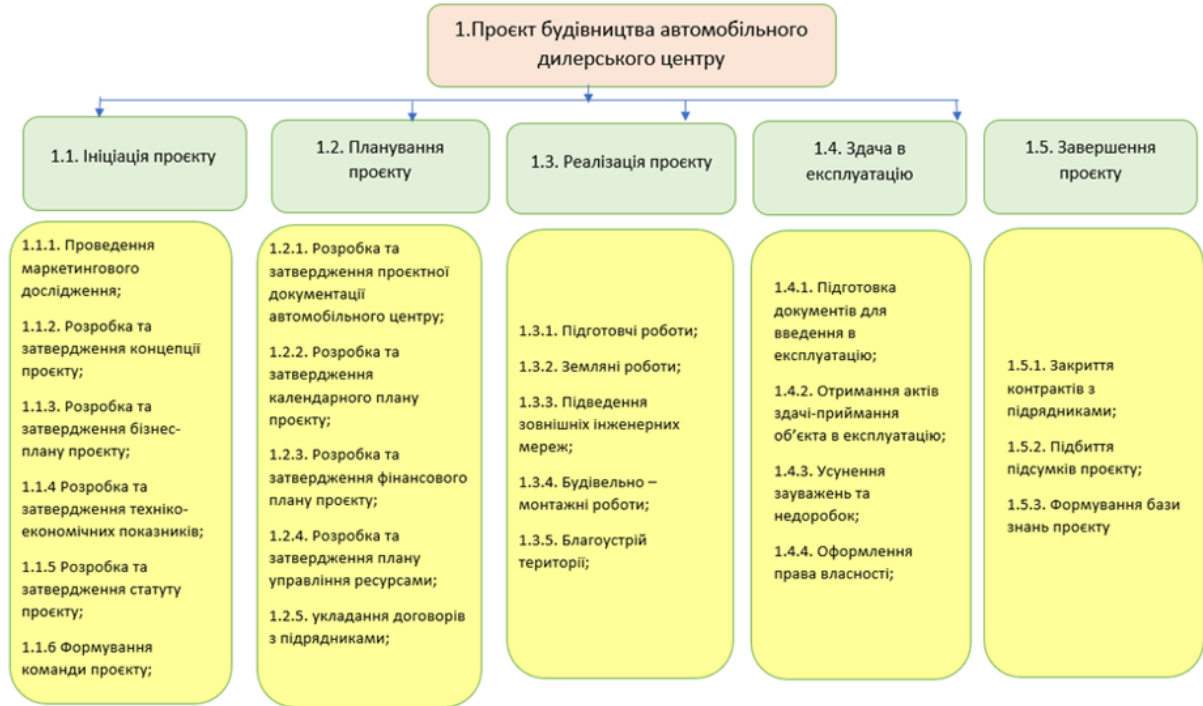 1.Проєкт будівництва автомобільного
дилерського центру
1.1. Ініціація проєкту
1.2. Планування
проєкту
1.3. Реалізація проєкту
1.4. Здача в
експлуатацію
1.5. Завершення
проєкту
1.1.1. Проведення
маркетингового
дослідження;
1.1.2. Розробка та
затвердження концепції
проєкту;
1.1.3. Розробка та
затвердження бізнес-
плану проєкту;
1.1.4 Розробка та
затвердження техніко-
економічних показників;
1.1.5 Розробка та
затвердження статуту
проєкту;
1.1.6 Формування
команди проєкту;
1.2.1. Розробка та
затвердження проєктної
документації
автомобільного центру;
1.2.2. Розробка та
затвердження
календарного плану
проєкту;
1.2.3. Розробка та
затвердження фінансового
плану проєкту;
1.2.4. Розробка та
затвердження плану
управління ресурсами;
1.2.5. укладання договорів
з підрядниками;
1.3.1. Підготовчі роботи;
1.3.2. Земляні роботи;
1.3.3. Підведення
зовнішніх інженерних
мереж;
1.3.4. Будівельно –
монтажні роботи;
1.3.5. Благоустрій
території;
1.4.1. Підготовка
документів для
введення в
експлуатацію;
1.4.2. Отримання актів
здачі-приймання
об’єкта в експлуатацію;
1.4.3. Усунення
зауважень та
недоробок;
1.4.4. Оформлення
права власності;
1.5.1. Закриття
контрактів з
підрядниками;
1.5.2. Підбиття
підсумків проєкту;
1.5.3. Формування бази
знань проєкту